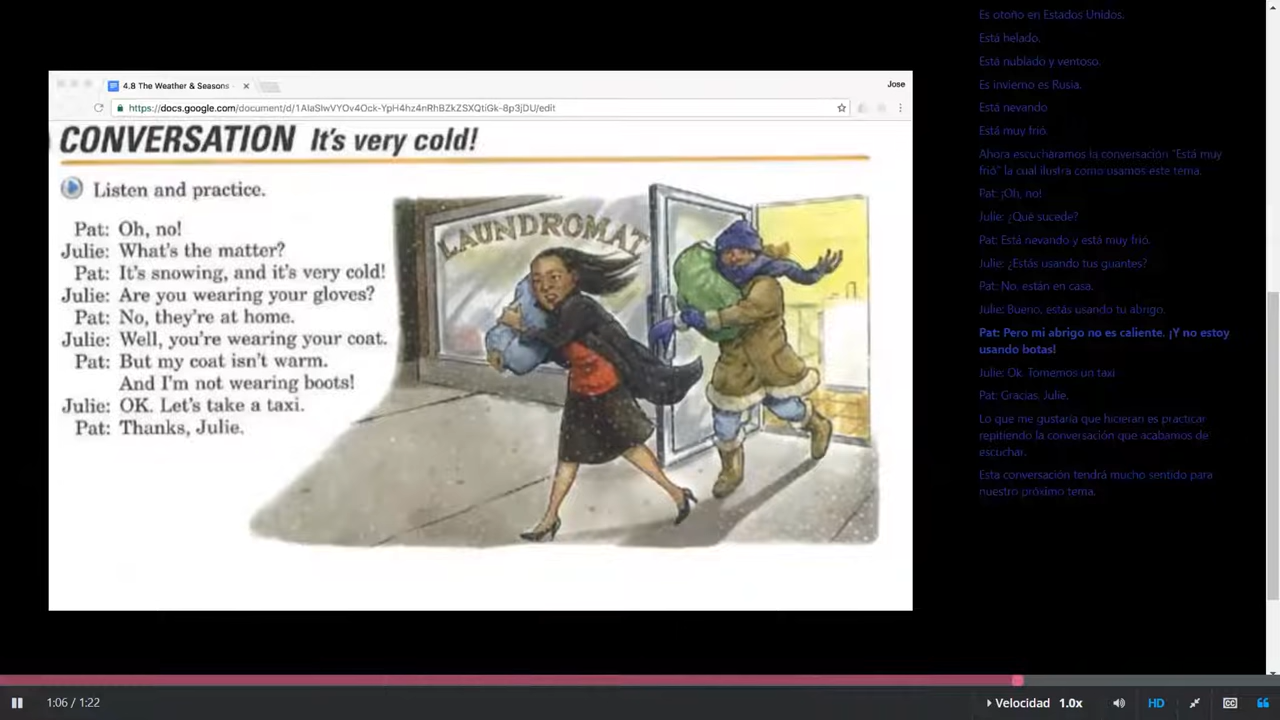 4.8 The Weather & Seasons
Jose
https://docs.google.com/document/d/1AIaSIwVYOv4Ock-YpH4hz4nRhBZkZSXQtiGk-8p3jDU/edit
CONVERSATION It's very cold!
Listen and practice.
Pat: Oh, no!
Julie: What's the matter?
Pat: It's snowing, and it's very cold!
Julie: Are you wearing your gloves?
Pat: No, they're at home.
Julie: Well, you're wearing your coat.
Pat: But my coat isn't warm.
And I'm not wearing boots!
Julie: OK. Let's take a taxi.
Pat: Thanks, Julie.
LAUNDROMAT
Es otoño en Estados Unidos.
Está helado.
Está nublado y ventoso.
Es invierno es Rusia.
Está nevando
Está muy frió.
Ahora escucharamos la conversación "Está muy
frió" la cual ilustra como usamos este tema.
Pat: ¡Oh, no!
Julie: ¿Qué sucede?
Pat: Está nevando y está muy frió.
Julie: ¿Estás usando tus guantes?
Pat: No, están en casa.
Julie: Bueno, estás usando tu abrigo.
Pat: Pero mi abrigo no es caliente. ¡Y no estoy
usando botas!
Julie: Ok. Tomemos un taxi
Pat: Gracias, Julie.
Lo que me gustaría que hicieran es practicar
repitiendo la conversación que acabamos de
escuchar.
Esta conversación tendrá mucho sentido para
nuestro próximo tema.
1:06 / 1:22
Velocidad 1.0x
HD
CC